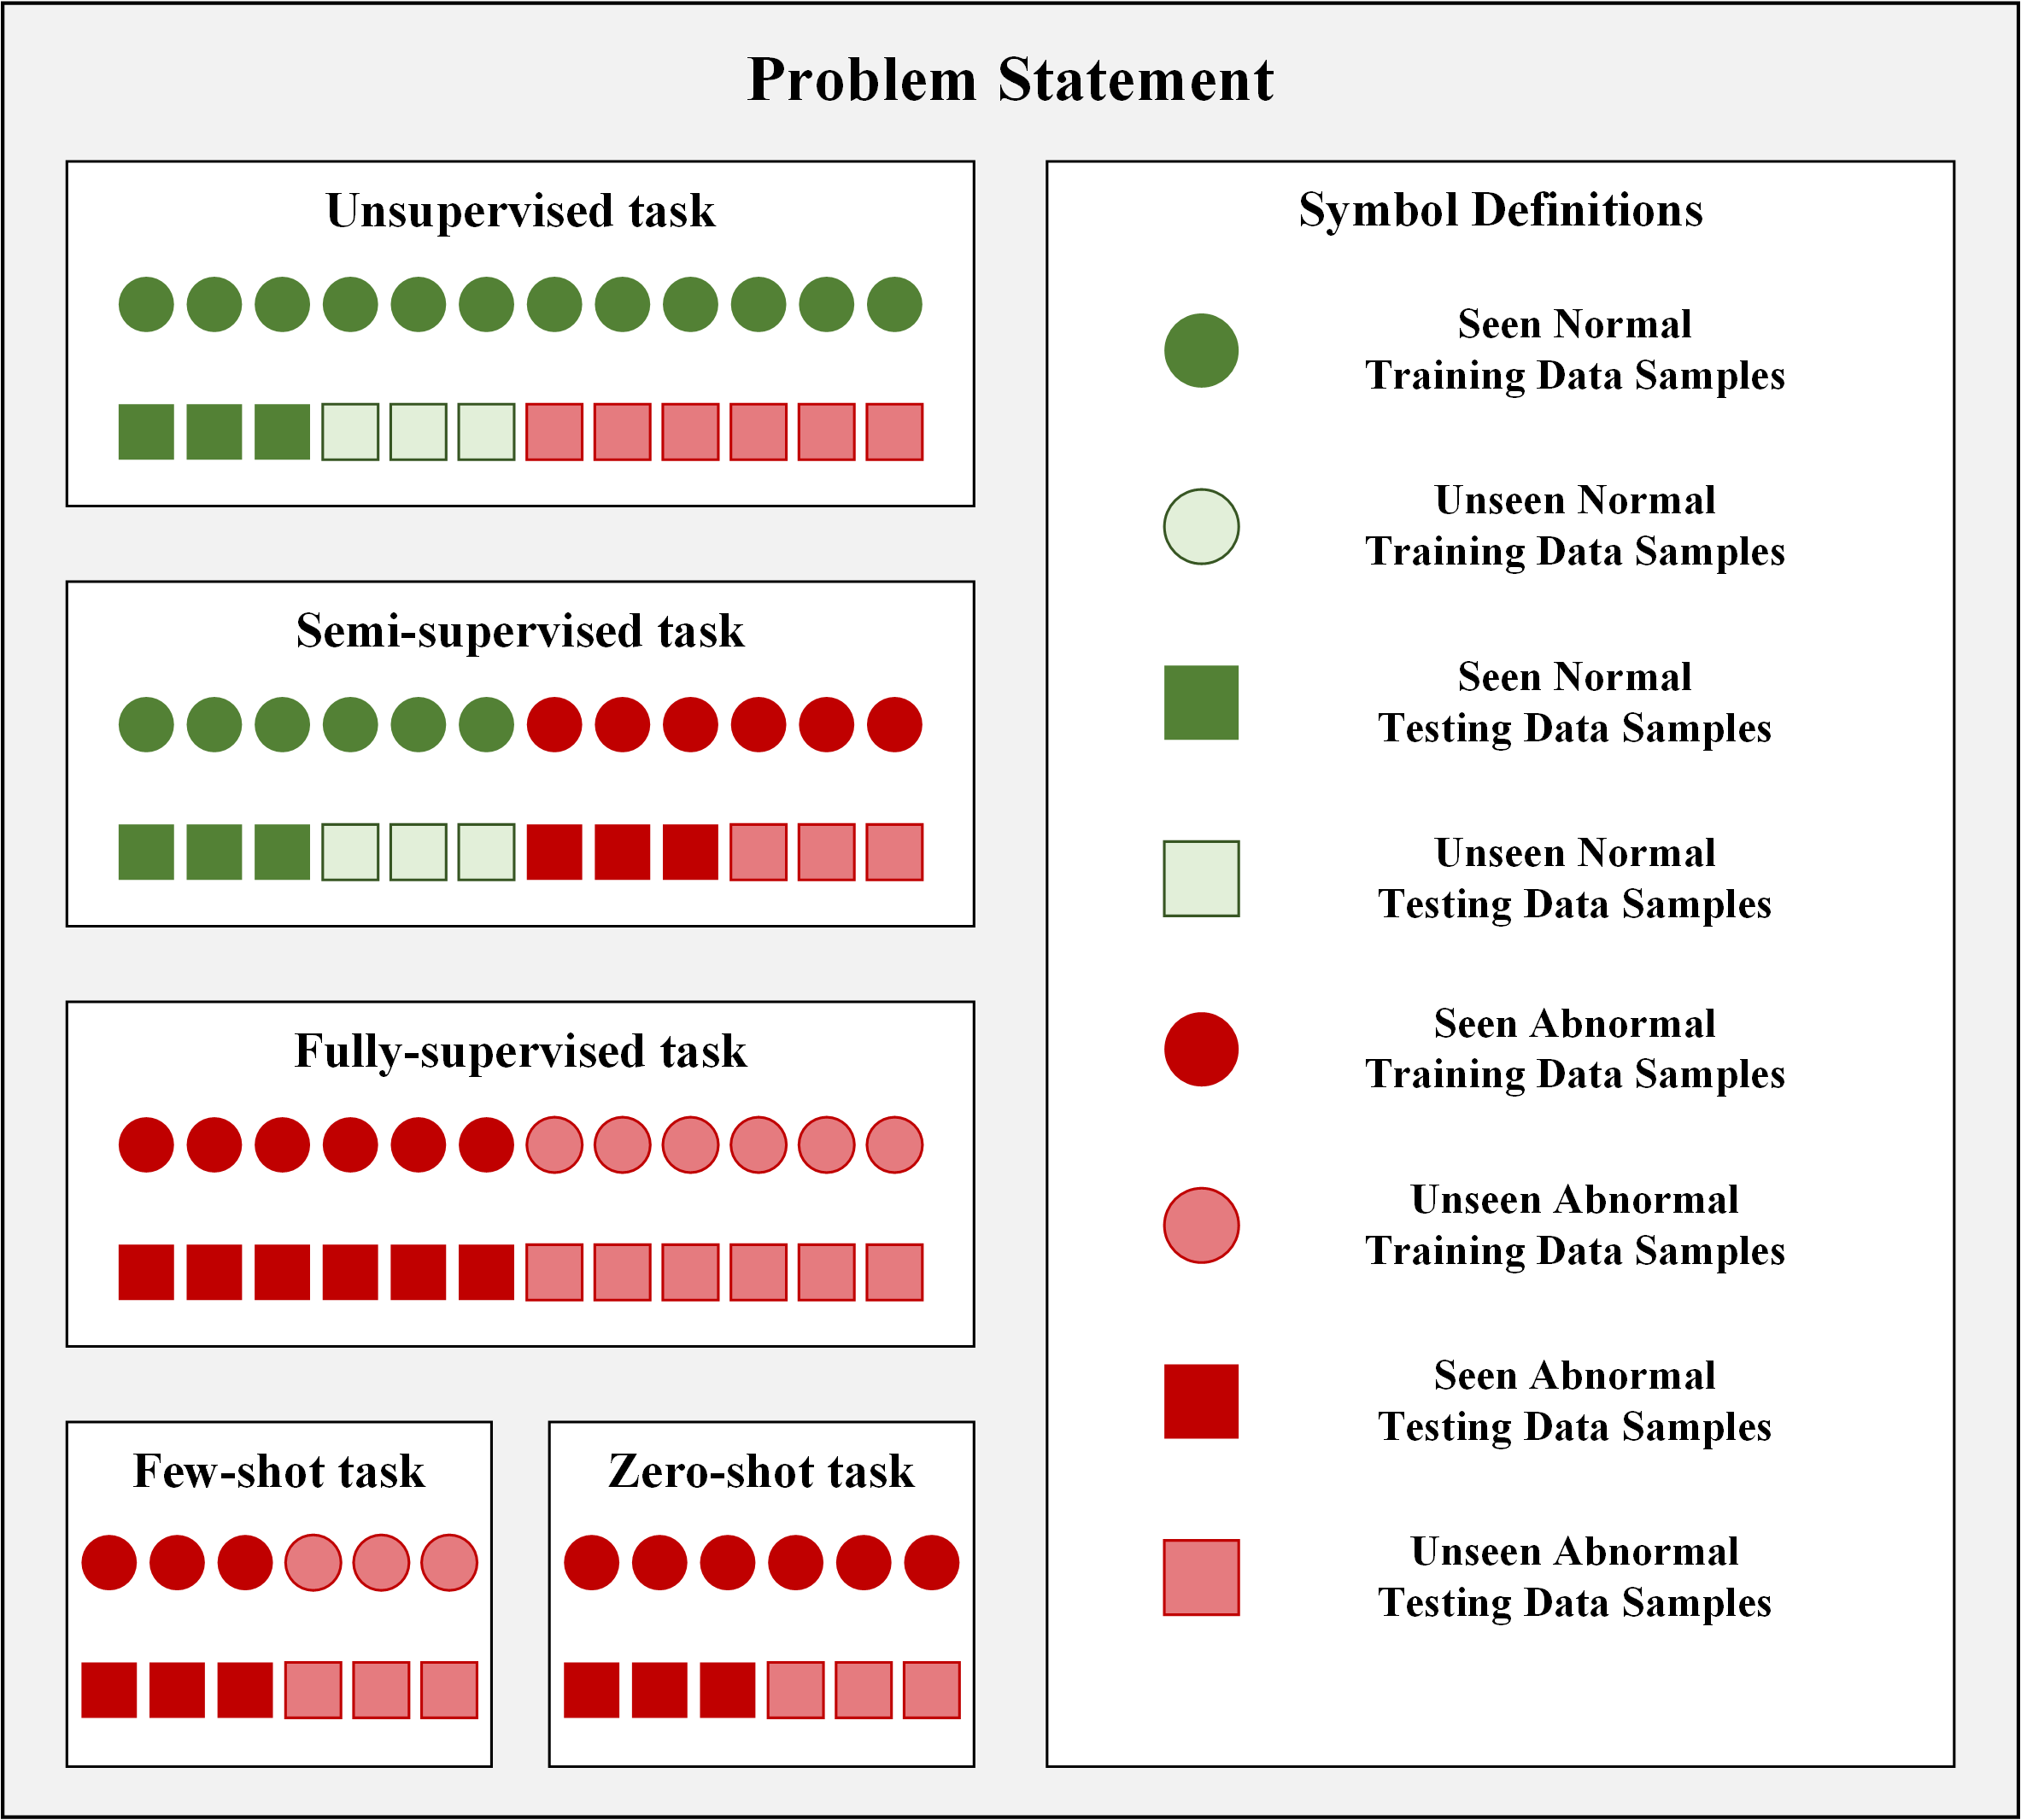 Problem Statement
Unsupervised task
Semi-supervised task
Fully-supervised task
Few-shot task
Zero-shot task
Symbol Definitions
Seen Normal
Training Data Samples
Unseen Normal
Training Data Samples
Seen Normal
Testing Data Samples
Unseen Normal
Testing Data Samples
Seen Abnormal
Training Data Samples
Unseen Abnormal
Training Data Samples
Seen Abnormal
Testing Data Samples
Unseen Abnormal
Testing Data Samples